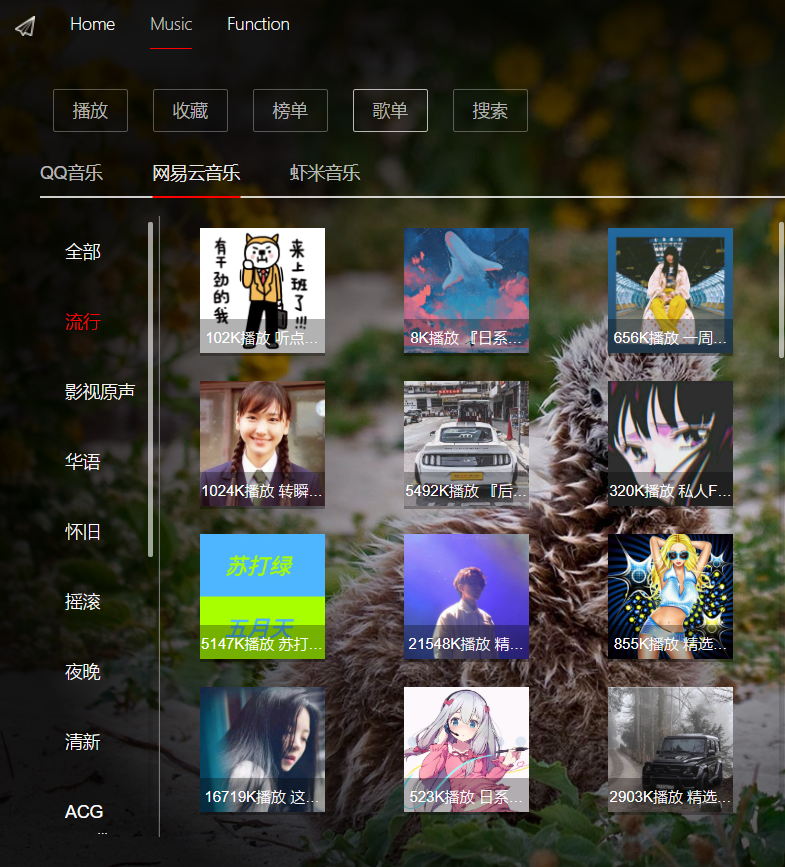 Home Music Function
播放 收藏 榜单 歌单 搜索
QQ音乐 网易云音乐 虾米音乐
全部
流行
影视原声
华语
怀旧
摇滚
夜晚
清新
ACG
...
有干劲的我
来上班了!!!
102K播放 听点...
8K播放 『日系...
656K播放 一周...
1024K播放 转瞬...
5492K播放 『后...
320K播放 私人F...
苏打绿
五月天
5147K播放 苏打...
21548K播放 精...
855K播放 精选...
16719K播放 这...
523K播放 日系...
2903K播放 精选...